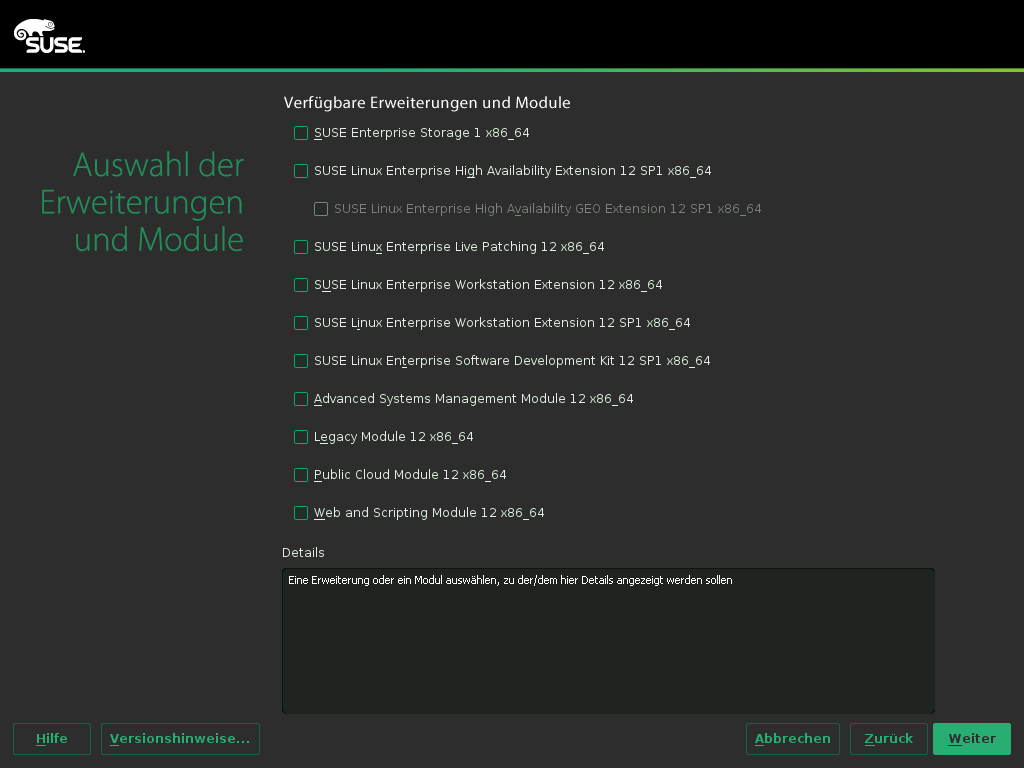 SUSE.
Auswahl der
Erweiterungen
und Module
Verfügbare Erweiterungen und Module
SUSE Enterprise Storage 1 x86_64
SUSE Linux Enterprise High Availability Extension 12 SP1 x86_64
SUSE Linux Enterprise High Availability GEO Extension 12 SP1 x86_64
SUSE Linux Enterprise Live Patching 12 x86_64
SUSE Linux Enterprise Workstation Extension 12 x86_64
SUSE Linux Enterprise Workstation Extension 12 SP1 x86_64
SUSE Linux Enterprise Software Development Kit 12 SP1 x86_64
Advanced Systems Management Module 12 x86_64
Legacy Module 12 x86_64
Public Cloud Module 12 x86_64
Web and Scripting Module 12 x86_64
Details
Eine Erweiterung oder ein Modul auswählen, zu der/dem hier Details angezeigt werden sollen
Hilfe Versionshinweise... Abbrechen Zurück Weiter